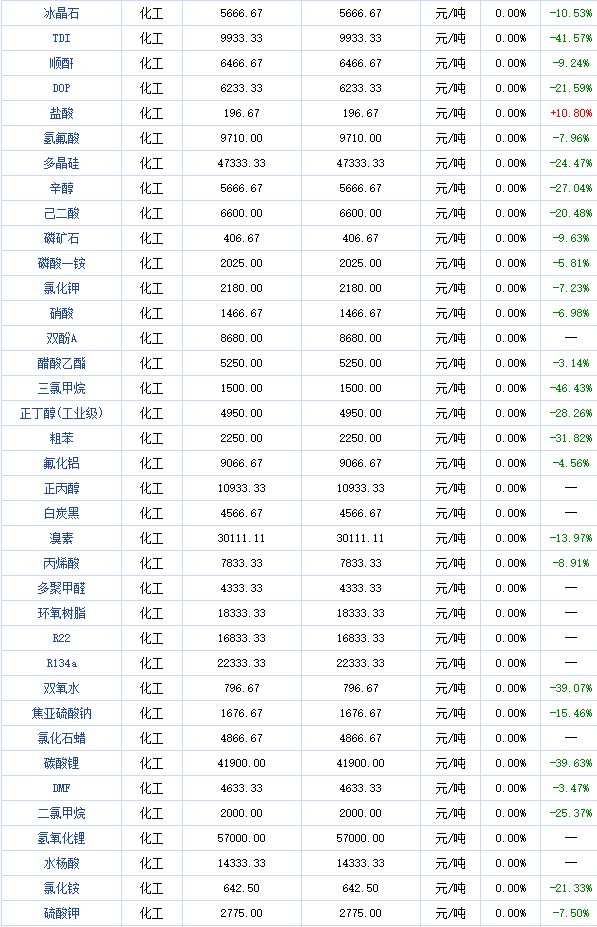 冰晶石 化工 5666.67 5666.67 元/吨 0.00% -10.53%
TDI 化工 9933.33 9933.33 元/吨 0.00% -41.57%
顺酐 化工 6466.67 6466.67 元/吨 0.00% -9.24%
DOP 化工 6233.33 6233.33 元/吨 0.00% -21.59%
盐酸 化工 196.67 196.67 元/吨 0.00% +10.80%
氢氟酸 化工 9710.00 9710.00 元/吨 0.00% -7.96%
多晶硅 化工 47333.33 47333.33 元/吨 0.00% -24.47%
辛醇 化工 5666.67 5666.67 元/吨 0.00% -27.04%
己二酸 化工 6600.00 6600.00 元/吨 0.00% -20.48%
磷矿石 化工 406.67 406.67 元/吨 0.00% -9.63%
磷酸一铵 化工 2025.00 2025.00 元/吨 0.00% -5.81%
氯化钾 化工 2180.00 2180.00 元/吨 0.00% -7.23%
硝酸 化工 1466.67 1466.67 元/吨 0.00% -6.98%
双酚A 化工 8680.00 8680.00 元/吨 0.00% —
醋酸乙酯 化工 5250.00 5250.00 元/吨 0.00% -3.14%
三氯甲烷 化工 1500.00 1500.00 元/吨 0.00% -46.43%
正丁醇(工业级) 化工 4950.00 4950.00 元/吨 0.00% -28.26%
粗苯 化工 2250.00 2250.00 元/吨 0.00% -31.82%
氟化铝 化工 9066.67 9066.67 元/吨 0.00% -4.56%
正丙醇 化工 10933.33 10933.33 元/吨 0.00% —
白炭黑 化工 4566.67 4566.67 元/吨 0.00% —
溴素 化工 30111.11 30111.11 元/吨 0.00% -13.97%
丙烯酸 化工 7833.33 7833.33 元/吨 0.00% -8.91%
多聚甲醛 化工 4333.33 4333.33 元/吨 0.00% —
环氧树脂 化工 18333.33 18333.33 元/吨 0.00% —
R22 化工 16833.33 16833.33 元/吨 0.00% —
R134a 化工 22333.33 22333.33 元/吨 0.00% —
双氧水 化工 796.67 796.67 元/吨 0.00% -39.07%
焦亚硫酸钠 化工 1676.67 1676.67 元/吨 0.00% -15.46%
氯化石蜡 化工 4866.67 4866.67 元/吨 0.00% —
碳酸锂 化工 41900.00 41900.00 元/吨 0.00% -39.63%
DMF 化工 4633.33 4633.33 元/吨 0.00% -3.47%
二氯甲烷 化工 2000.00 2000.00 元/吨 0.00% -25.37%
氢氧化锂 化工 57000.00 57000.00 元/吨 0.00% —
水杨酸 化工 14333.33 14333.33 元/吨 0.00% —
氯化铵 化工 642.50 642.50 元/吨 0.00% -21.33%
硫酸钾 化工 2775.00 2775.00 元/吨 0.00% -7.50%